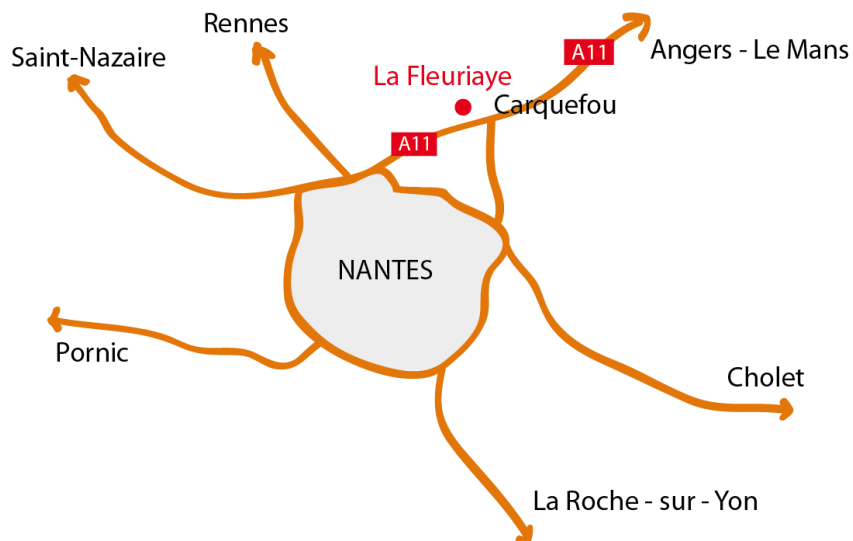 Rennes
Saint-Nazaire
A11
Angers - Le Mans
La Fleuriaye
Carquefou
A11
NANTES
Pornic
Cholet
La Roche - sur - Yon